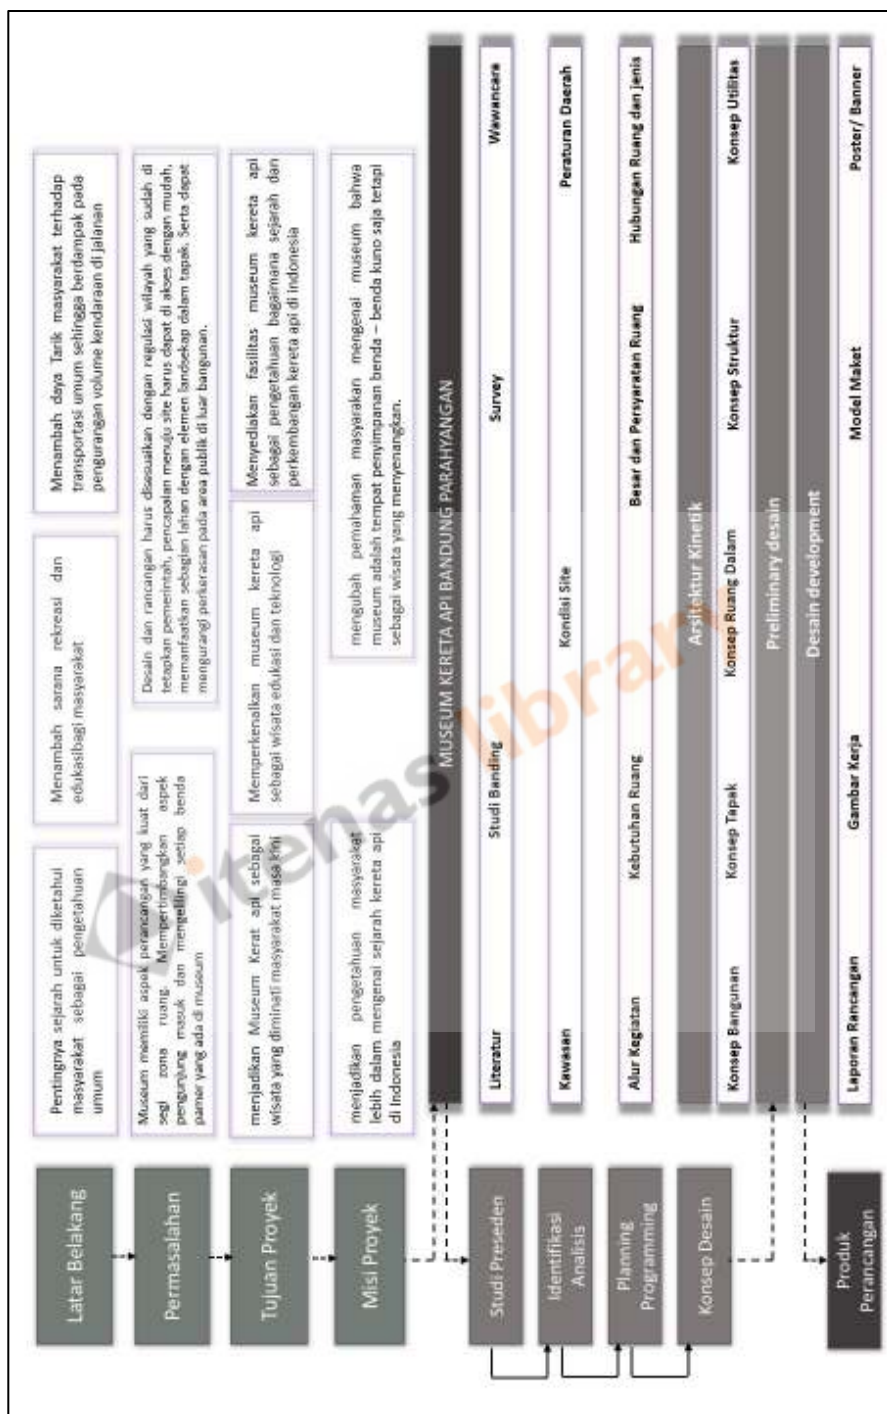 Latar Belakang
Pentingnya sejarah untuk diketahui
masyarakat sebagai pengetahuan
umum
Menambah sarana rekreasi dan
edukasibagi masyarakat
Menambah daya Tarik masyarakat terhadap
transportasi umum sehingga berdampak pada
pengurangan volume kendaraan di jalanan
Permasalahan
Museum memiliki aspek perancangan yang kuat dari
segi zona ruang. Mempertimbangkan aspek
pengunjung masuk dan mengelilingi setiap benda
pamer yang ada di museum
Desain dan rancangan harus disesuaikan dengan regulasi wilayah yang sudah di
tetapkan pemerintah, pencapaian menuju site harus dapat di akses dengan mudah,
memanfaatkan sebagian lahan dengan elemen landsekap dalam tapak. Serta dapat
mengurangi perkerasan pada area publik di luar bangunan.
Tujuan Proyek
menjadikan Museum Kerat api sebagai
wisata yang diminati masyarakat masa kini
Memperkenalkan museum kereta api
sebagai wisata edukasi dan teknologi
Menyediakan fasilitas museum kereta api
sebagai pengetahuan bagaimana sejarah dan
perkembangan kereta api di indonesia
Misi Proyek
menjadikan pengetahuan masyarakat
lebih dalam mengenai sejarah kereta api
di Indonesia
mengubah pemahaman masyarakan mengenai museum bahwa
museum adalah tempat penyimpanan benda – benda kuno saja tetapi
sebagai wisata yang menyenangkan.
MUSEUM KERETA API BANDUNG PARAHYANGAN
Studi Preseden
Literatur Studi Banding Survey Wawancara
Identifikasi
Analisis
Kawasan Kondisi Site Peraturan Daerah
Planning
Programming
Alur Kegiatan Kebutuhan Ruang Besar dan Persyaratan Ruang Hubungan Ruang dan jenis
Konsep Desain
Arsitektur Kinetik
Konsep Bangunan Konsep Tapak Konsep Ruang Dalam Konsep Struktur Konsep Utilitas
Preliminary desain
Desain development
Produk
Perancangan
Laporan Rancangan Gambar Kerja Model Maket Poster/ Banner
itenas library